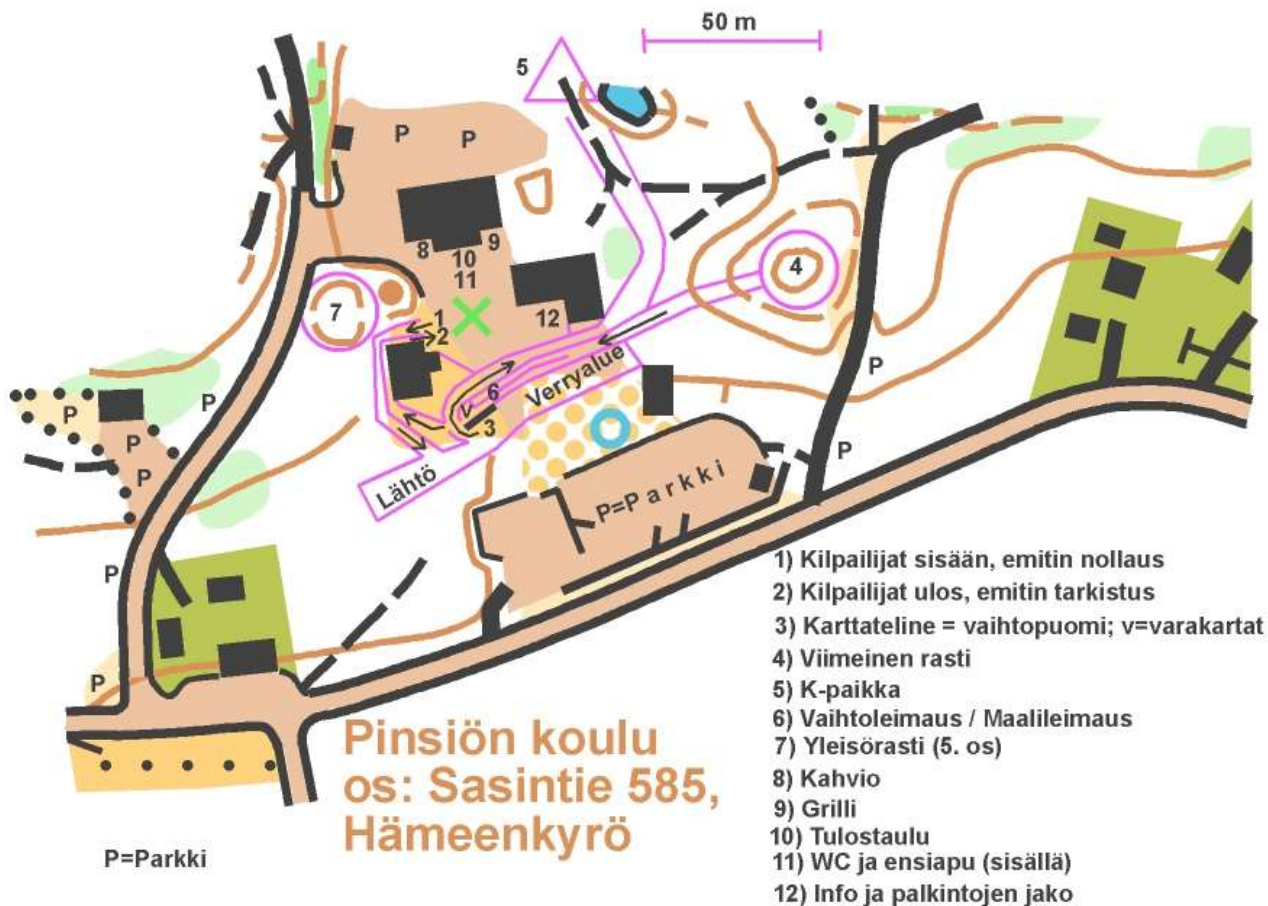 50 m
5
P
P
8
9
10
11
12
7
1
2
4
6
v
3
Verryalue
Lähtö
P=Parkki
P
P
P
P
P
P
P
P
1) Kilpailijat sisään, emitin nollaus
2) Kilpailijat ulos, emitin tarkistus
3) Karttateline = vaihtopuomi; v=varakartat
4) Viimeinen rasti
5) K-paikka
6) Vaihtoleimaus / Maalileimaus
7) Yleisörasti (5. os)
8) Kahvio
9) Grilli
10) Tulostaulu
11) WC ja ensiapu (sisällä)
12) Info ja palkintojen jako
Pinsiön koulu
os: Sasintie 585,
Hämeenkyrö
P=Parkki